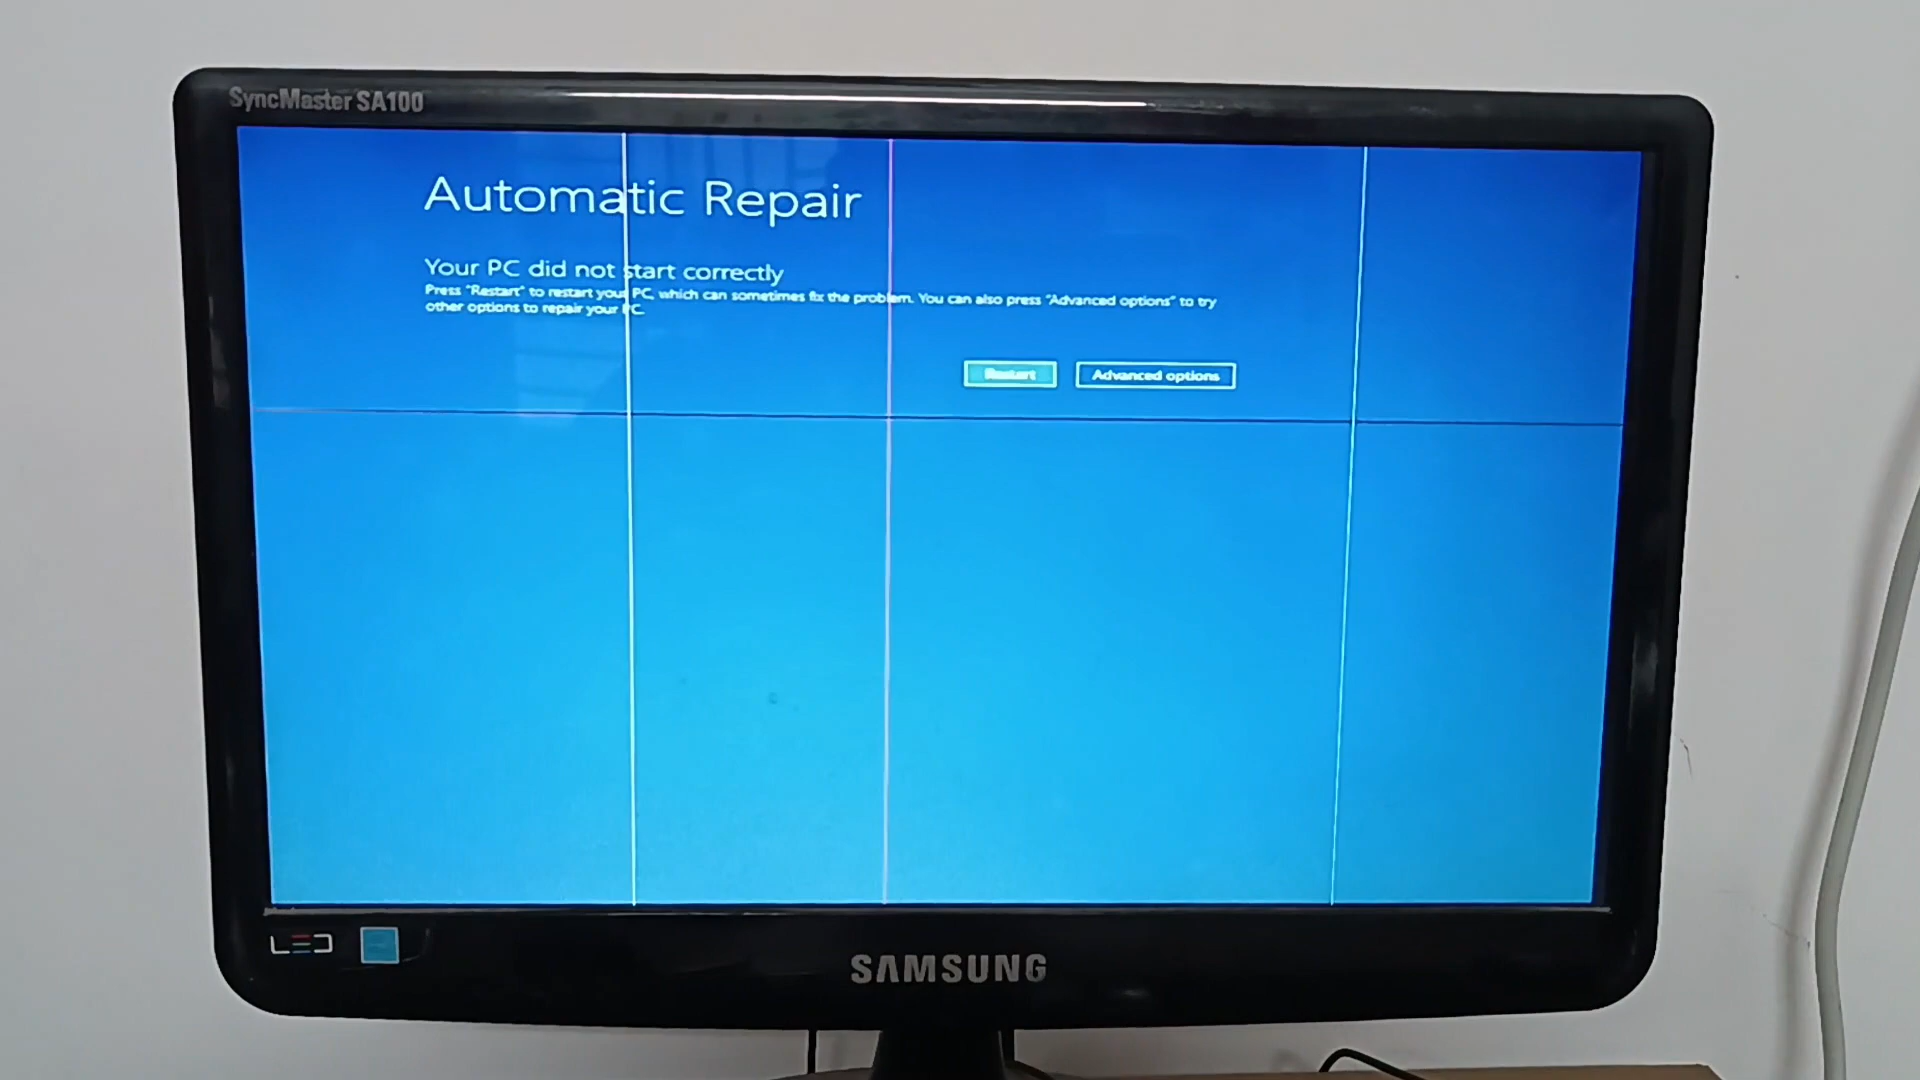 SyncMaster SA100
Automatic Repair
Your PC did not start correctly
Press "Restart" to restart your PC, which can sometimes fix the problem. You can also press "Advanced options" to try
other options to repair your PC.
Restart
Advanced options
LED
SAMSUNG